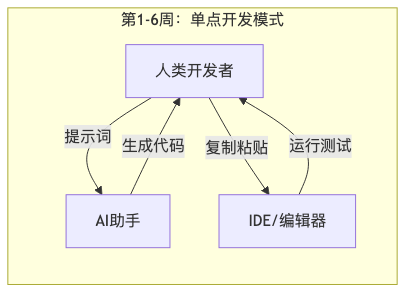 第1-6周：单点开发模式
人类开发者
提示词
生成代码
复制粘贴
运行测试
AI助手
IDE/编辑器